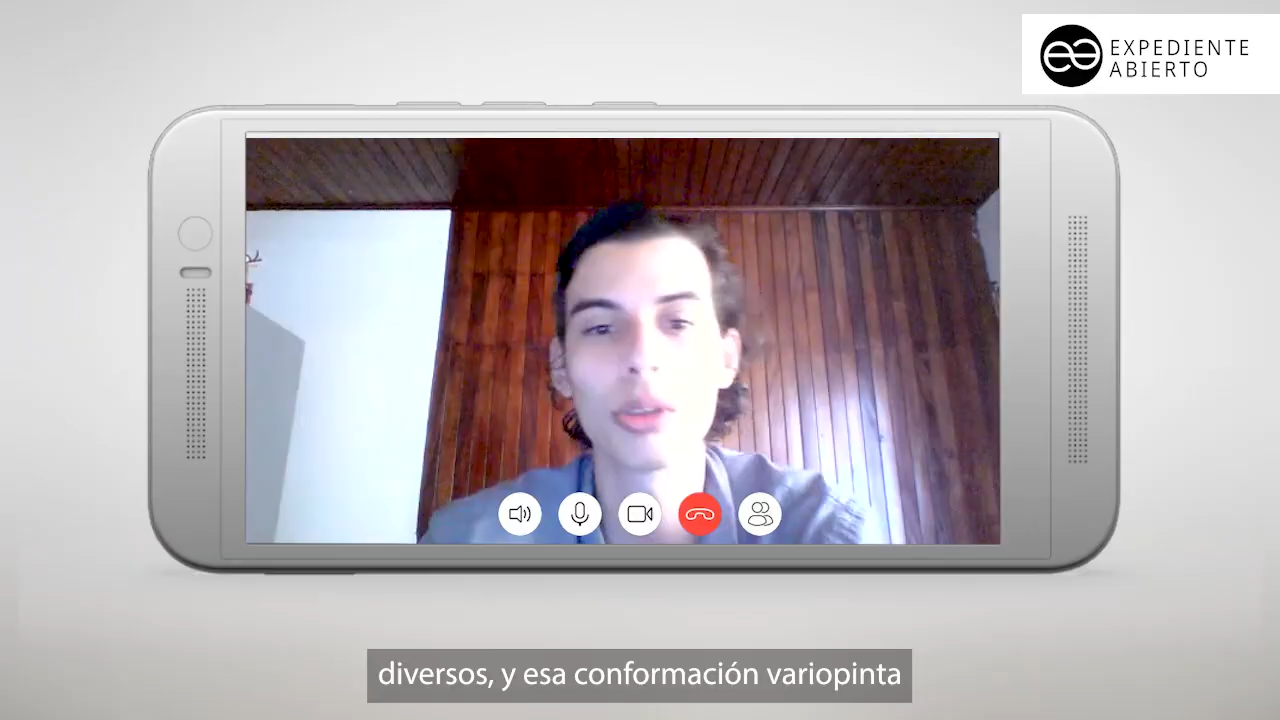 EXPEDIENTE
ABIERTO
diversos, y esa conformación variopinta